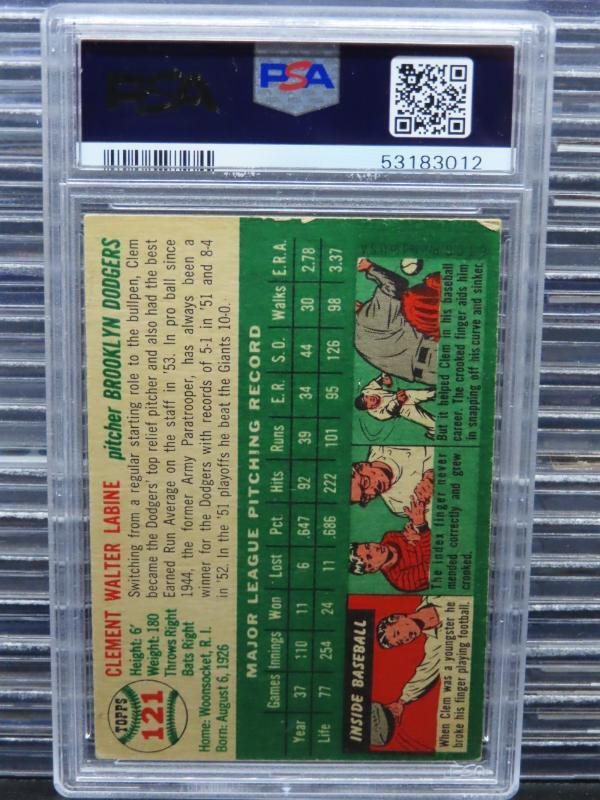 PSA
PSA
53183012
TOPPS
121
CLEMENT WALTER LABINE
pitcher BROOKLYN DODGERS
Height: 6'
Weight: 180
Throws Right
Bats Right
Home: Woonsocket, R. I.
Born: August 6, 1926
Switching from a regular starting role to the bullpen, Clem
became the Dodgers' top relief pitcher and also had the best
Earned Run Average on the staff in '53. In pro ball since
1944, the former Army Paratrooper, has always been a
winner for the Dodgers with records of 5-1 in '51 and 8-4
in '52. In the '51 playoffs he beat the Giants 10-0.
MAJOR LEAGUE PITCHING RECORD
Games Innings Won Lost Pct. Hits Runs E.R. S.O. Walks E.R.A.
Year 37 110 11 6 .647 92 39 34 44 30 2.78
Life 77 254 24 11 .686 222 101 95 126 98 3.37
INSIDE BASEBALL
When Clem was a youngster he
broke his finger playing football.
The index finger never
mended correctly and grew
crooked.
But it helped Clem in his baseball
career. The crooked finger aids him
in snapping off his curve and sinker.